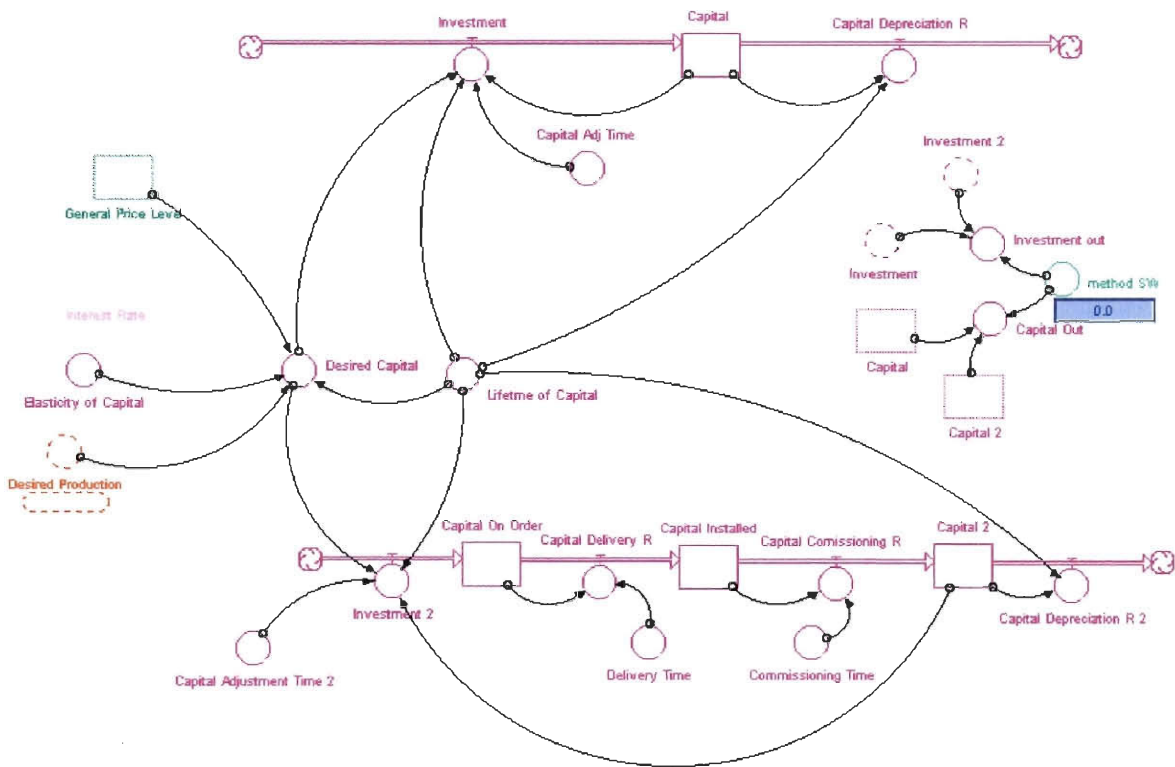 Investment
Capital
Capital Depreciation R
Capital Adj Time
Investment 2
General Price Level
Investment out
Investment
method SW
0.0
Interest Rate
Capital Out
Desired Capital
Capital
Lifetme of Capital
Elasticity of Capital
Capital 2
Desired Production
Capital On Order
Capital Delivery R
Capital Installed
Capital Comissioning R
Capital 2
Investment 2
Capital Depreciation R 2
Capital Adjustment Time 2
Delivery Time
Commissioning Time